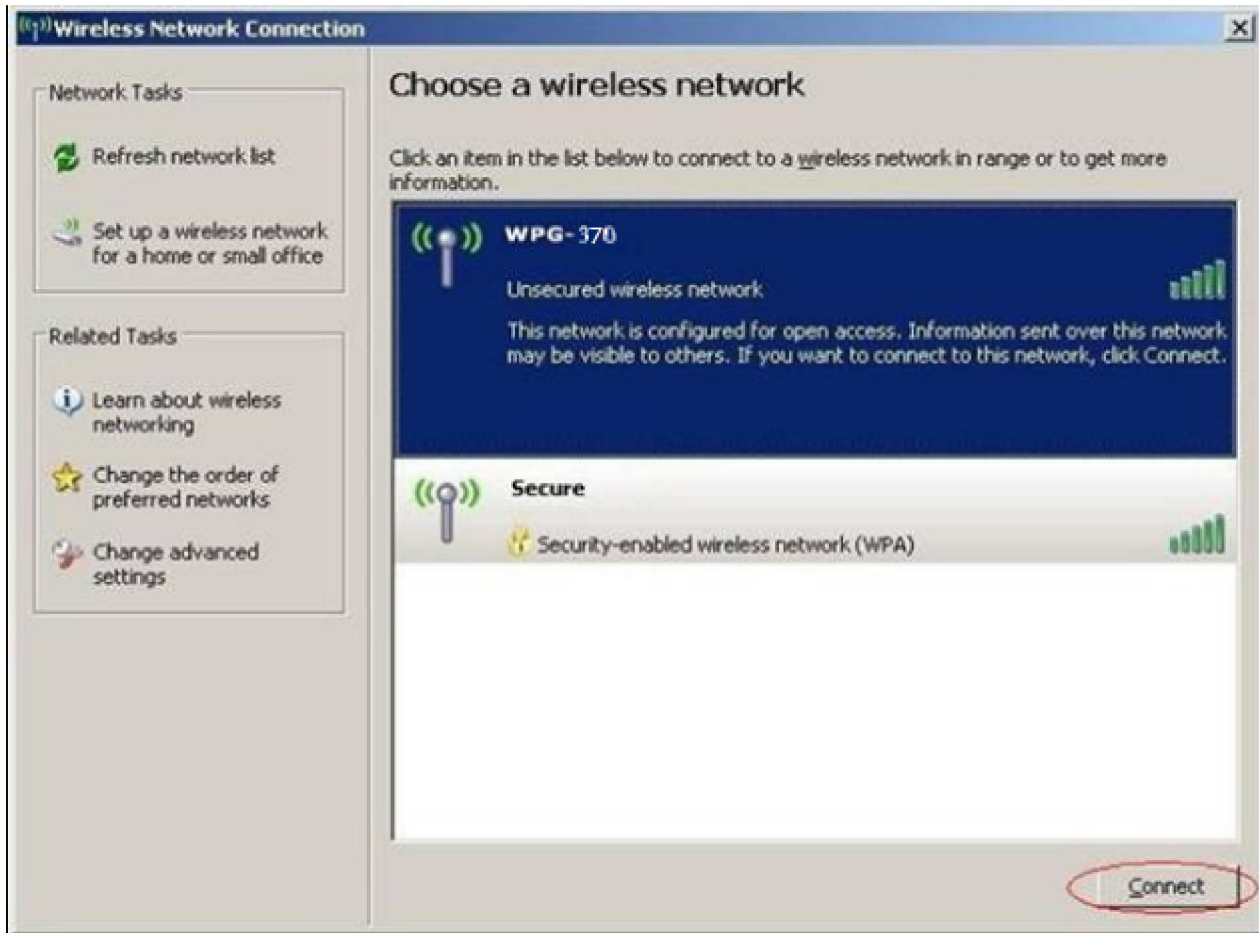 Wireless Network Connection
Network Tasks
Refresh network list
Set up a wireless network
for a home or small office
Related Tasks
Learn about wireless
networking
Change the order of
preferred networks
Change advanced
settings
Choose a wireless network
Click an item in the list below to connect to a wireless network in range or to get more
information.
WPG-370
Unsecured wireless network
This network is configured for open access. Information sent over this network
may be visible to others. If you want to connect to this network, click Connect.
Secure
Security-enabled wireless network (WPA)
Connect